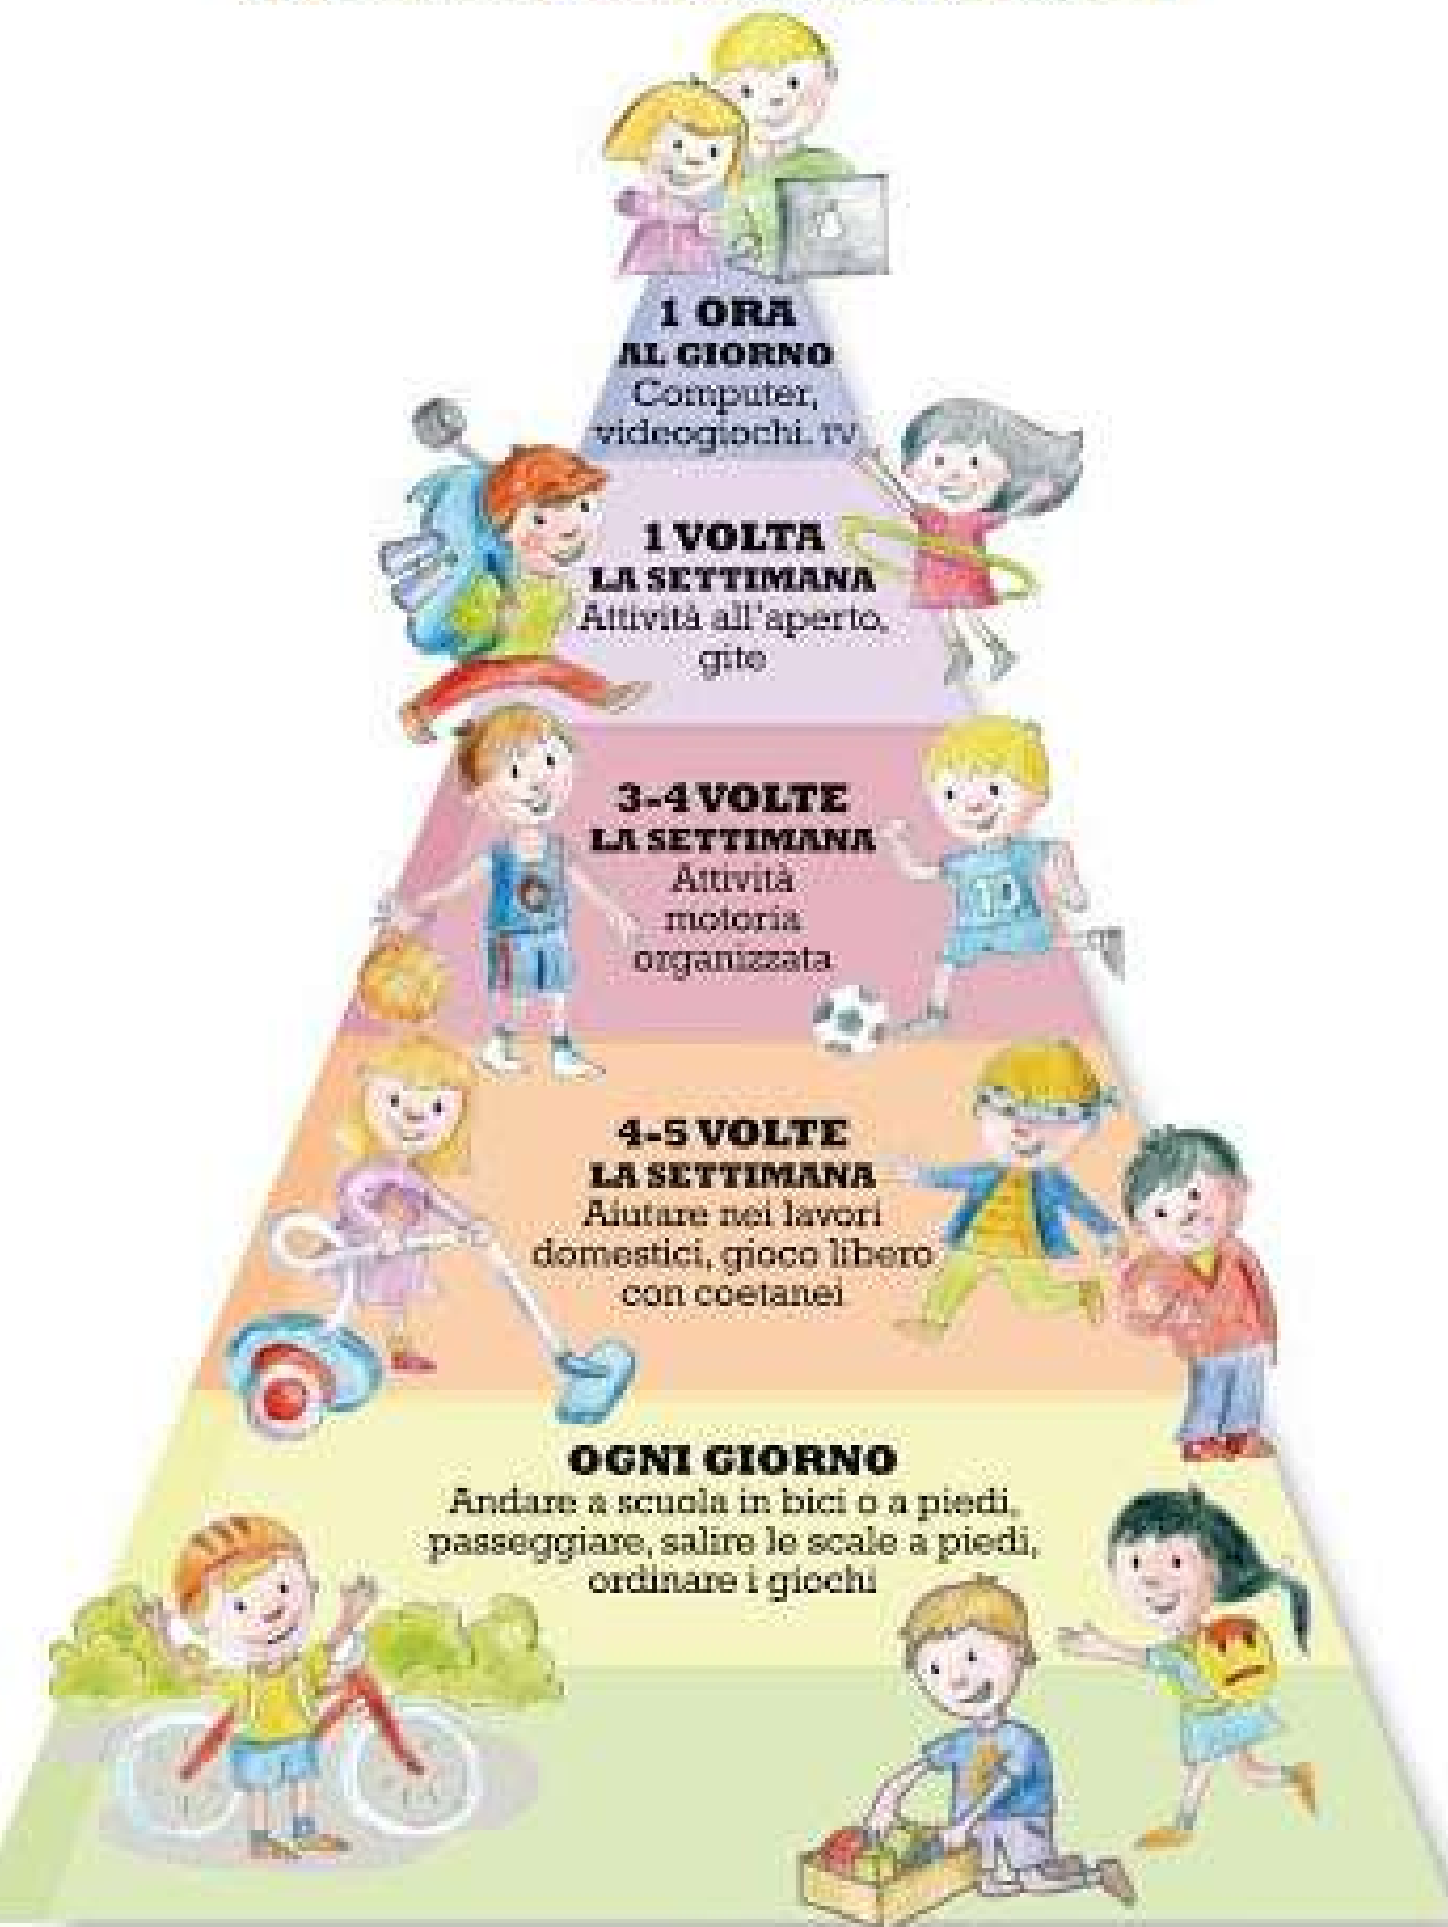 1 ORA
AL GIORNO
Computer,
videogiochi. TV
1 VOLTA
LA SETTIMANA
Attività all'aperto,
gite
3-4 VOLTE
LA SETTIMANA
Attività
motoria
organizzata
10
4-5 VOLTE
LA SETTIMANA
Aiutare nei lavori
domestici, gioco libero
con coetanei
OGNI GIORNO
Andare a scuola in bici o a piedi,
passeggiare, salire le scale a piedi,
ordinare i giochi